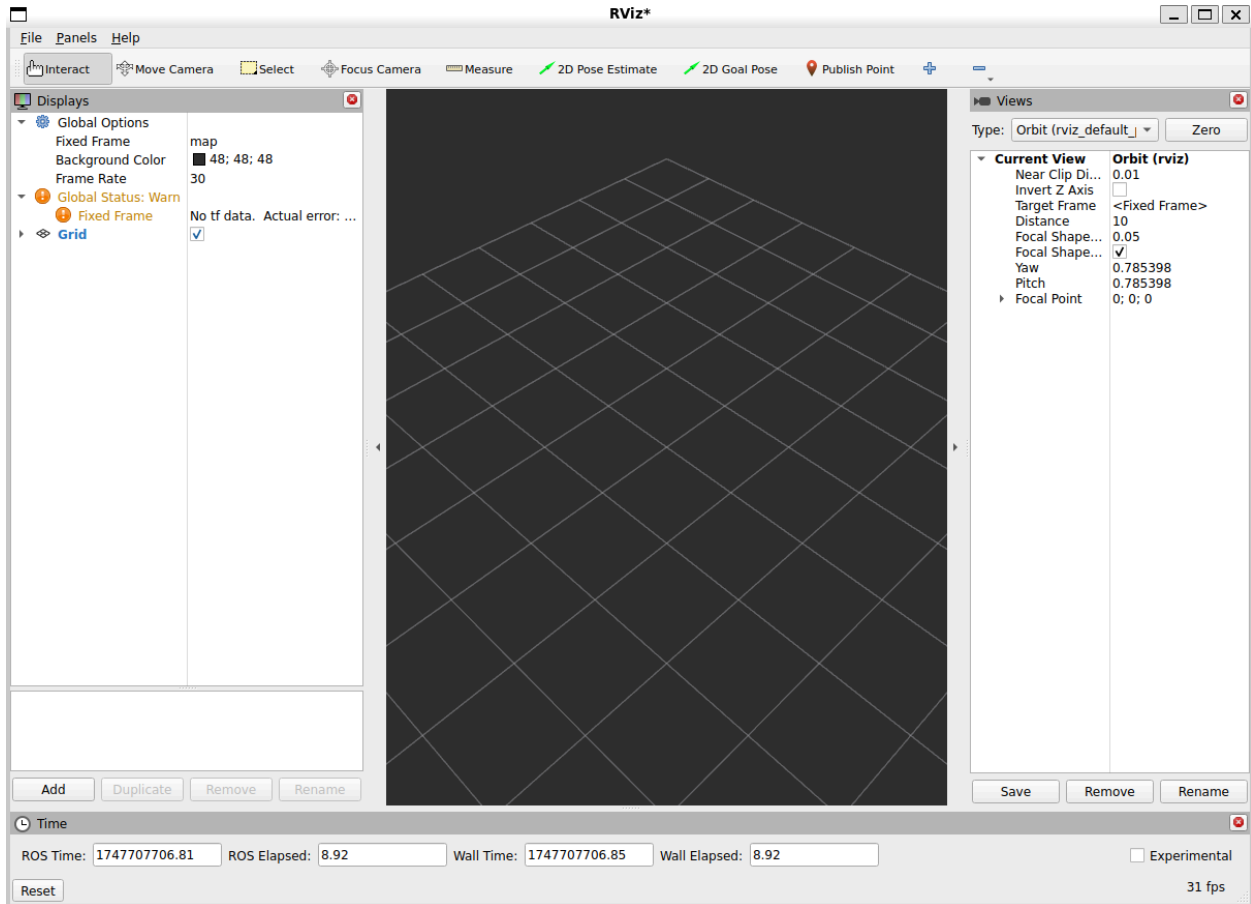 RViz*
File Panels Help
Interact Move Camera Select Focus Camera Measure 2D Pose Estimate 2D Goal Pose Publish Point
Displays
Global Options
Fixed Frame map
Background Color 48; 48; 48
Frame Rate 30
Global Status: Warn
Fixed Frame No tf data. Actual error: ...
Grid
Add Duplicate Remove Rename
Views
Type: Orbit (rviz_default_ Zero
Current View Orbit (rviz)
Near Clip Di... 0.01
Invert Z Axis
Target Frame <Fixed Frame>
Distance 10
Focal Shape... 0.05
Focal Shape...
Yaw 0.785398
Pitch 0.785398
Focal Point 0; 0; 0
Save Remove Rename
Time
ROS Time: 1747707706.81 ROS Elapsed: 8.92 Wall Time: 1747707706.85 Wall Elapsed: 8.92 Experimental
Reset 31 fps